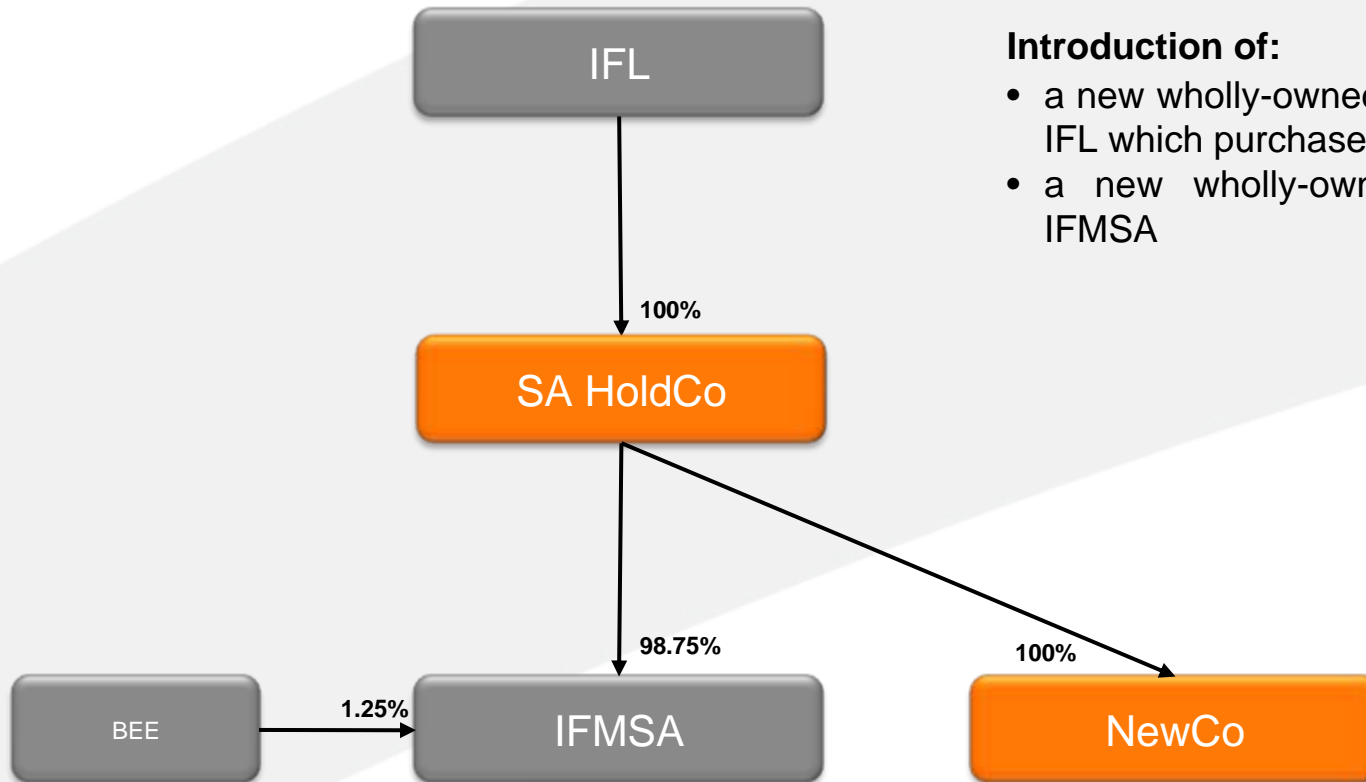 IFL
Introduction of:
• a new wholly-owned
IFL which purchase
• a new wholly-own
IFMSA
100%
SA HoldCo
98.75%
100%
1.25%
BEE
IFMSA
NewCo